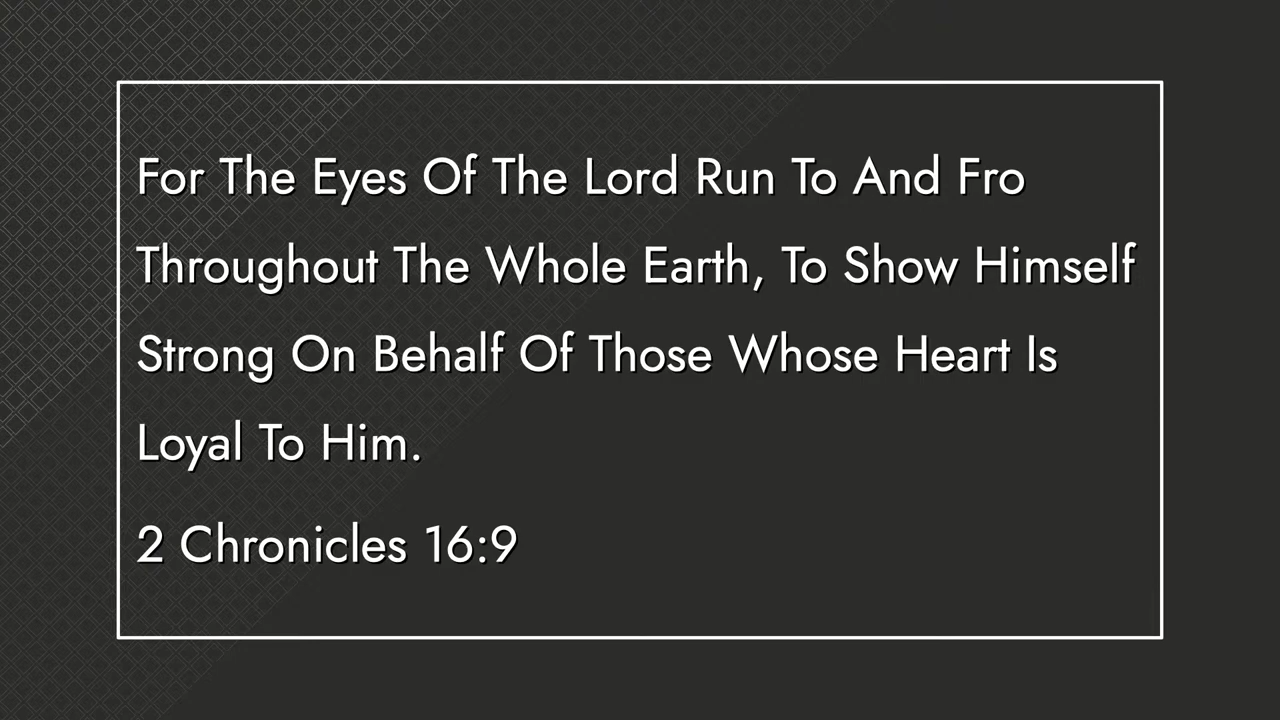 For The Eyes Of The Lord Run To And Fro
Throughout The Whole Earth, To Show Himself
Strong On Behalf Of Those Whose Heart Is
Loyal To Him.
2 Chronicles 16:9